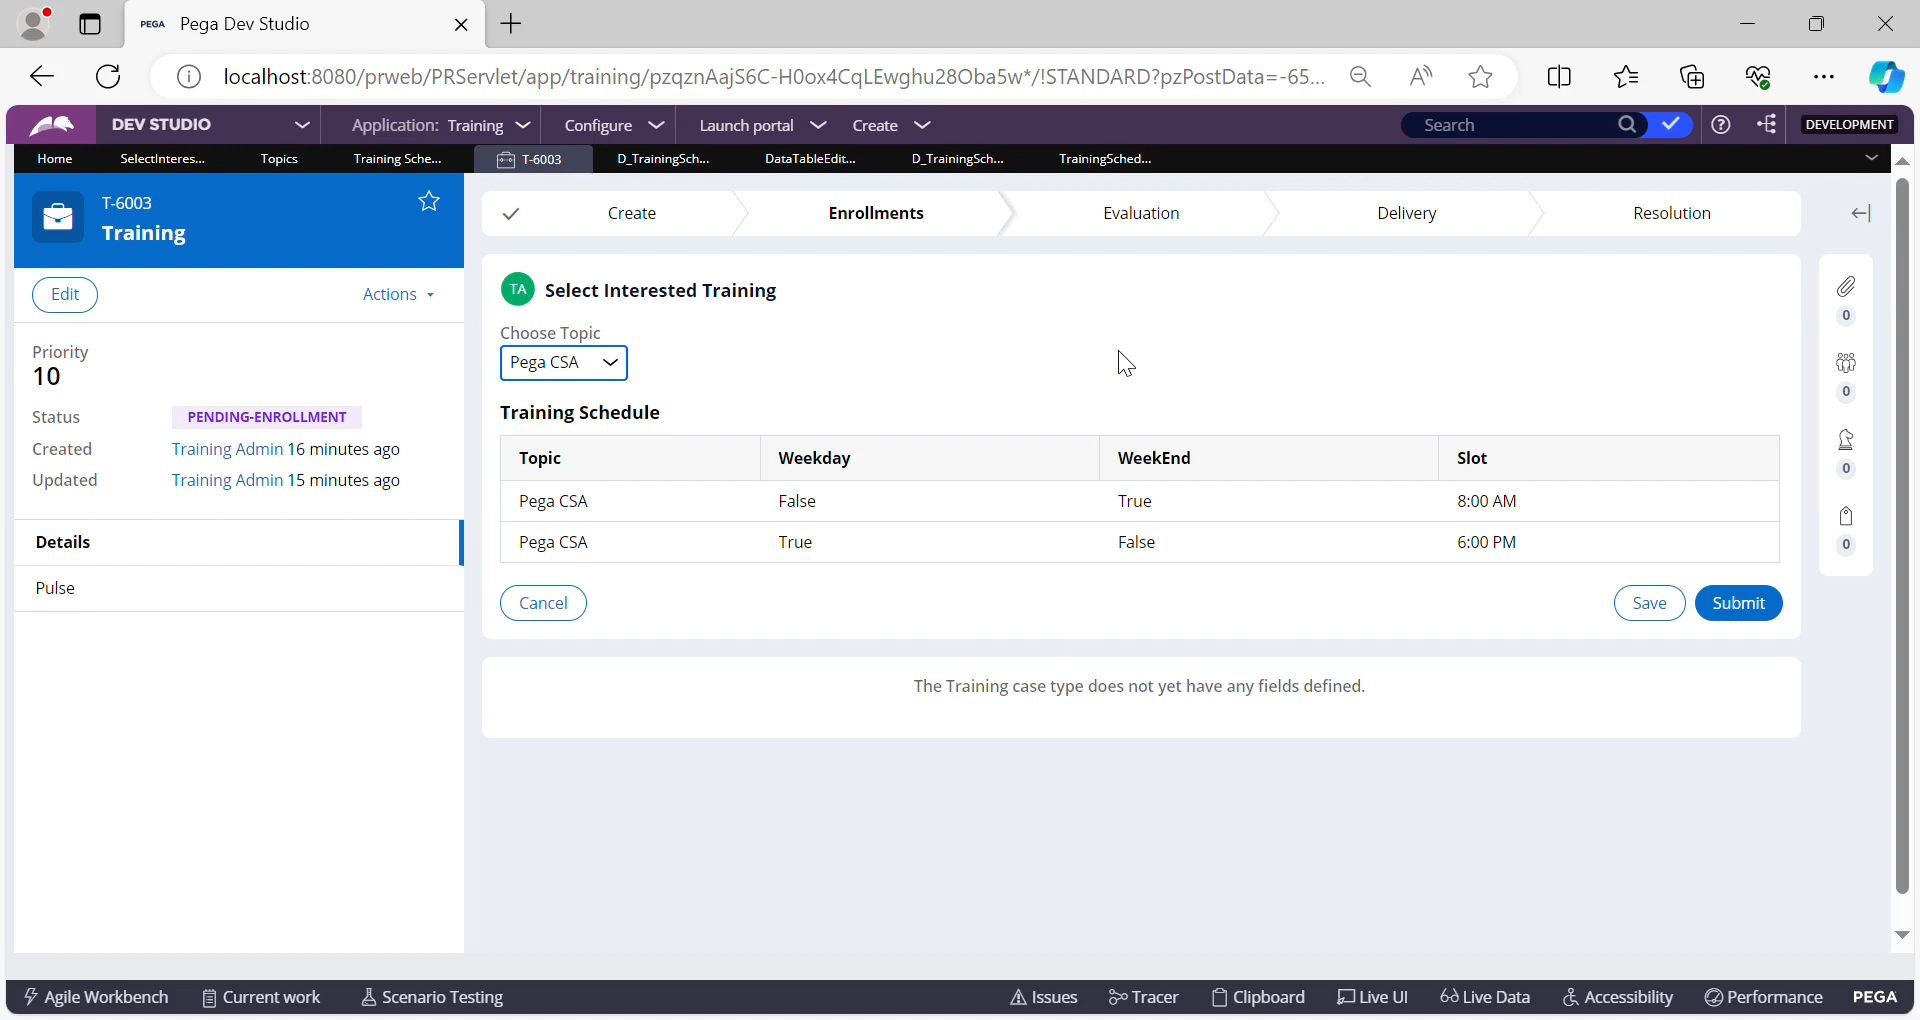 PEGA Pega Dev Studio
localhost:8080/prweb/PRServlet/app/training/pzqznAajS6C-H0ox4CqLEwghu28Oba5w*/!STANDARD?pzPostData=-65...
DEV STUDIO Application: Training Configure Launch portal Create Search DEVELOPMENT
Home SelectInteres... Topics Training Sche... T-6003 D_TrainingSch... DataTableEdit... D_TrainingSch... TrainingSched...
T-6003
Training
Create Enrollments Evaluation Delivery Resolution
Edit Actions
Priority
10
Status PENDING-ENROLLMENT
Created Training Admin 16 minutes ago
Updated Training Admin 15 minutes ago
Details
Pulse
TA Select Interested Training
Choose Topic
Pega CSA
Training Schedule
Topic Weekday WeekEnd Slot
Pega CSA False True 8:00 AM
Pega CSA True False 6:00 PM
Cancel Save Submit
The Training case type does not yet have any fields defined.
0
0
0
0
Agile Workbench Current work Scenario Testing Issues Tracer Clipboard Live UI Live Data Accessibility Performance PEGA